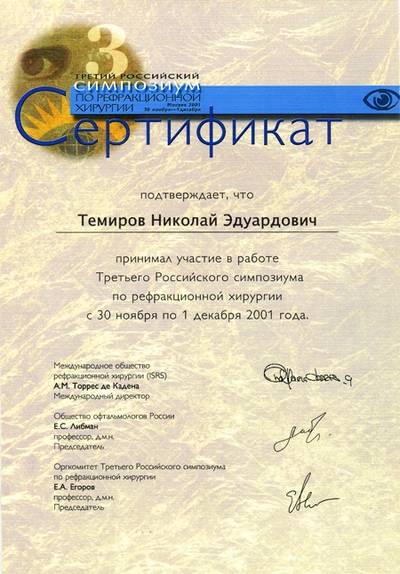 3
ТРЕТИЙ РОССИЙСКИЙ
СИМПОЗИУМ
ПО РЕФРАКЦИОННОЙ
ХИРУРГИИ
Москва 2001
30 ноября—1 декабря
Сертификат
подтверждает, что
Темиров Николай Эдуардович
принимал участие в работе
Третьего Российского симпозиума
по рефракционной хирургии
с 30 ноября по 1 декабря 2001 года.
Международное общество
рефракционной хирургии (ISRS)
А.М. Торрес де Кадена
Международный директор
Общество офтальмологов России
Е.С. Либман
профессор, д.м.н.
Председатель
Оргкомитет Третьего Российского симпозиума
по рефракционной хирургии
Е.А. Егоров
профессор, д.м.н.
Председатель